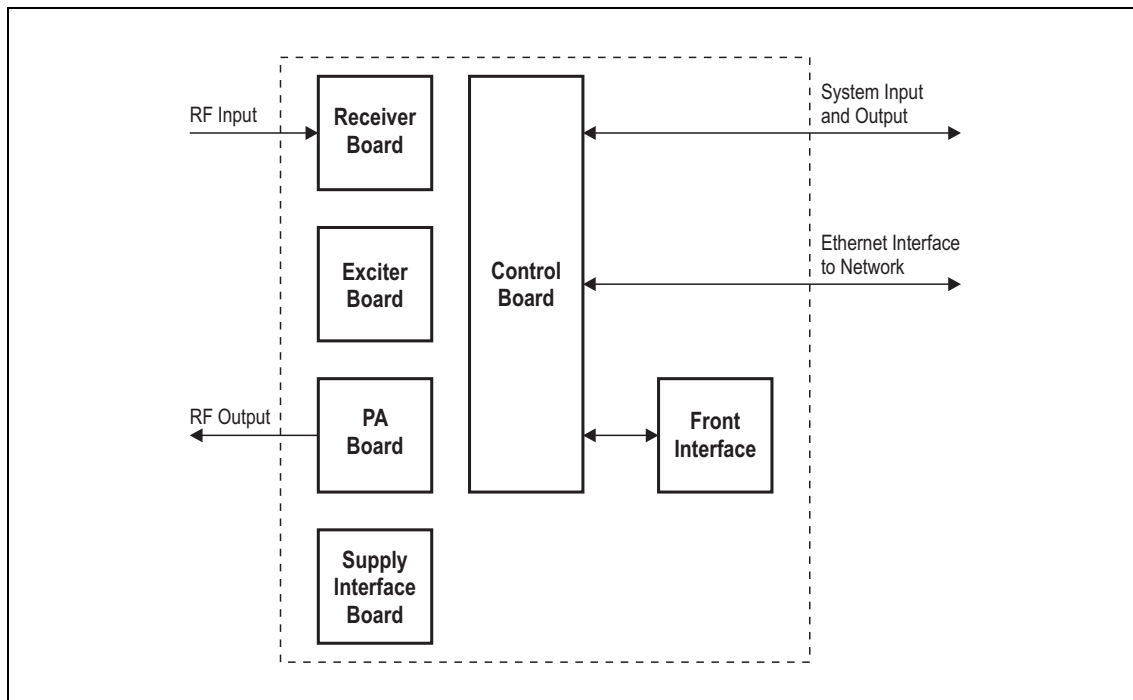 RF Input
Receiver
Board
System Input
and Output
Exciter
Board
Control
Board
Ethernet Interface
to Network
RF Output
PA
Board
Front
Interface
Supply
Interface
Board